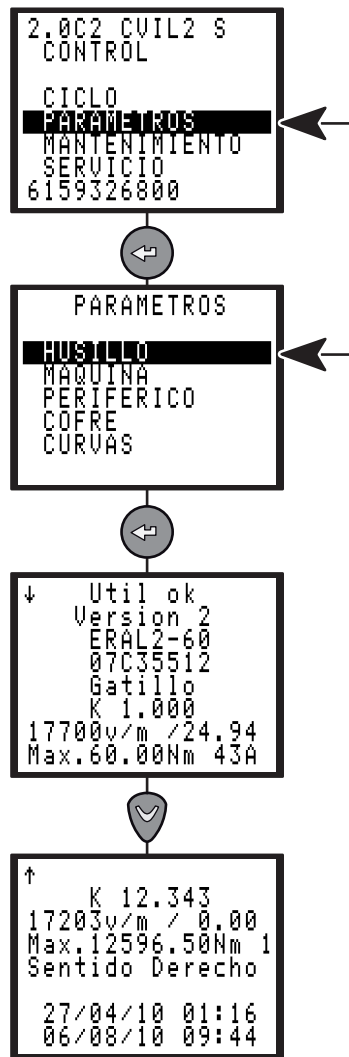 2.0C2 CVIL2 S
CONTROL
CICLO
PARAMETROS
MANTENIMIENTO
SERVICIO
6159326800
PARAMETROS
HUSILLO
MAQUINA
PERIFERICO
COFRE
CURVAS
↓ Util ok
Version 2
ERAL2-60
07C35512
Gatillo
K 1.000
17700v/m /24.94
Max.60.00Nm 43A
↑
K 12.343
17203v/m / 0.00
Max.12596.50Nm 1
Sentido Derecho
27/04/10 01:16
06/08/10 09:44